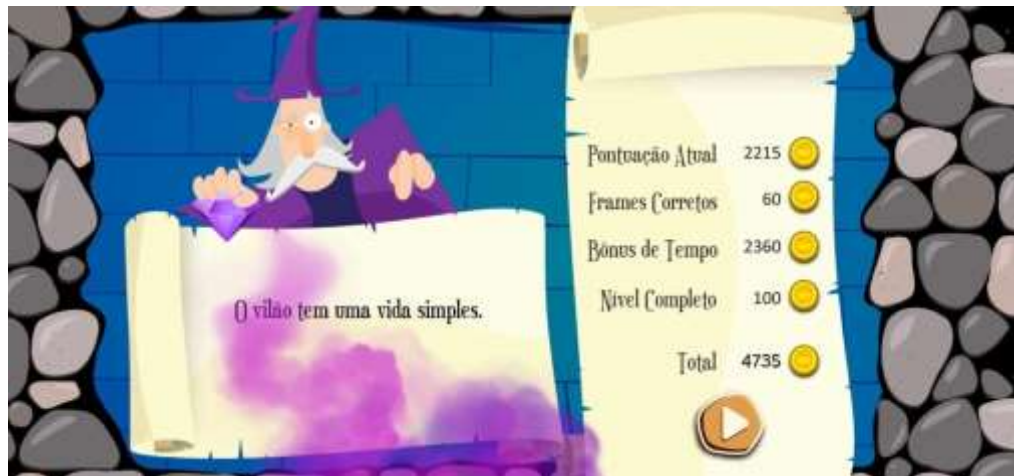 O vilão tem uma vida simples.
Pontuação Atual 2215
Frames Corretos 60
Bônus de Tempo 2360
Nível Completo 100
Total 4735